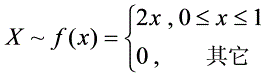 X ~ f(x) = { 2x , 0 ≤ x ≤ 1
0 , 其它